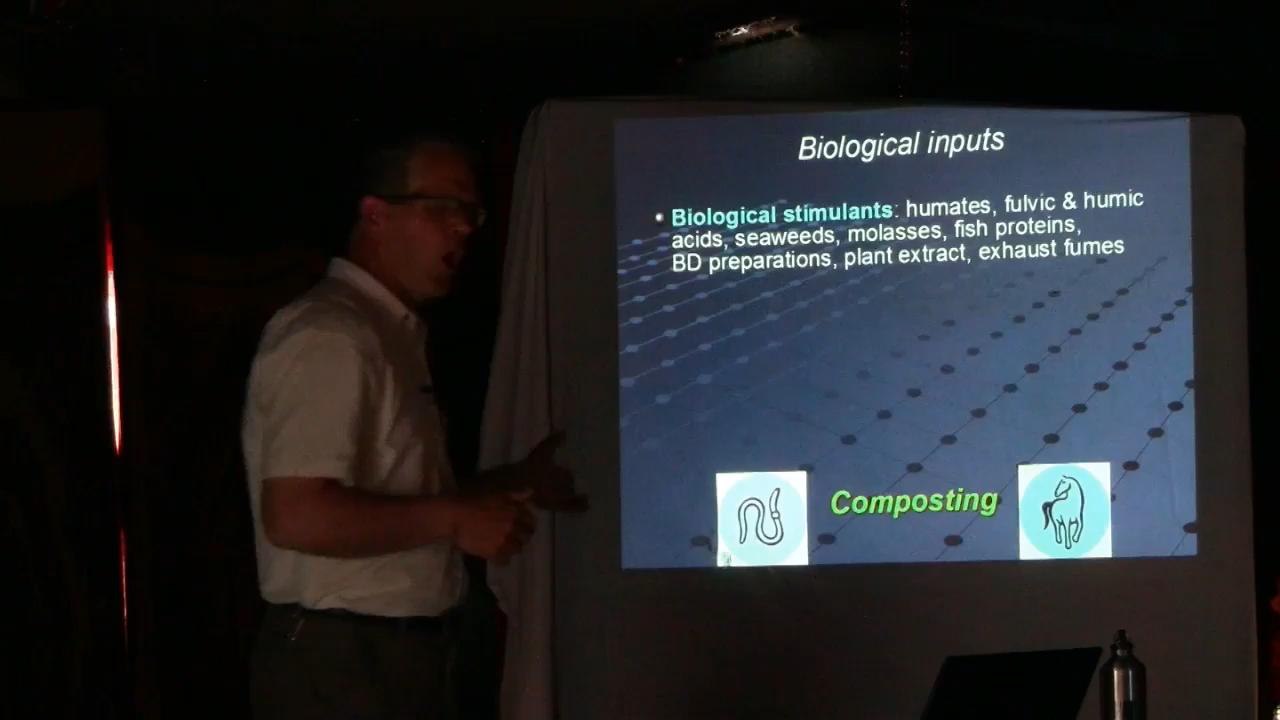 Biological inputs
Biological stimulants: humates, fulvic & humic
acids, seaweeds, molasses, fish proteins,
BD preparations, plant extract, exhaust fumes
Composting